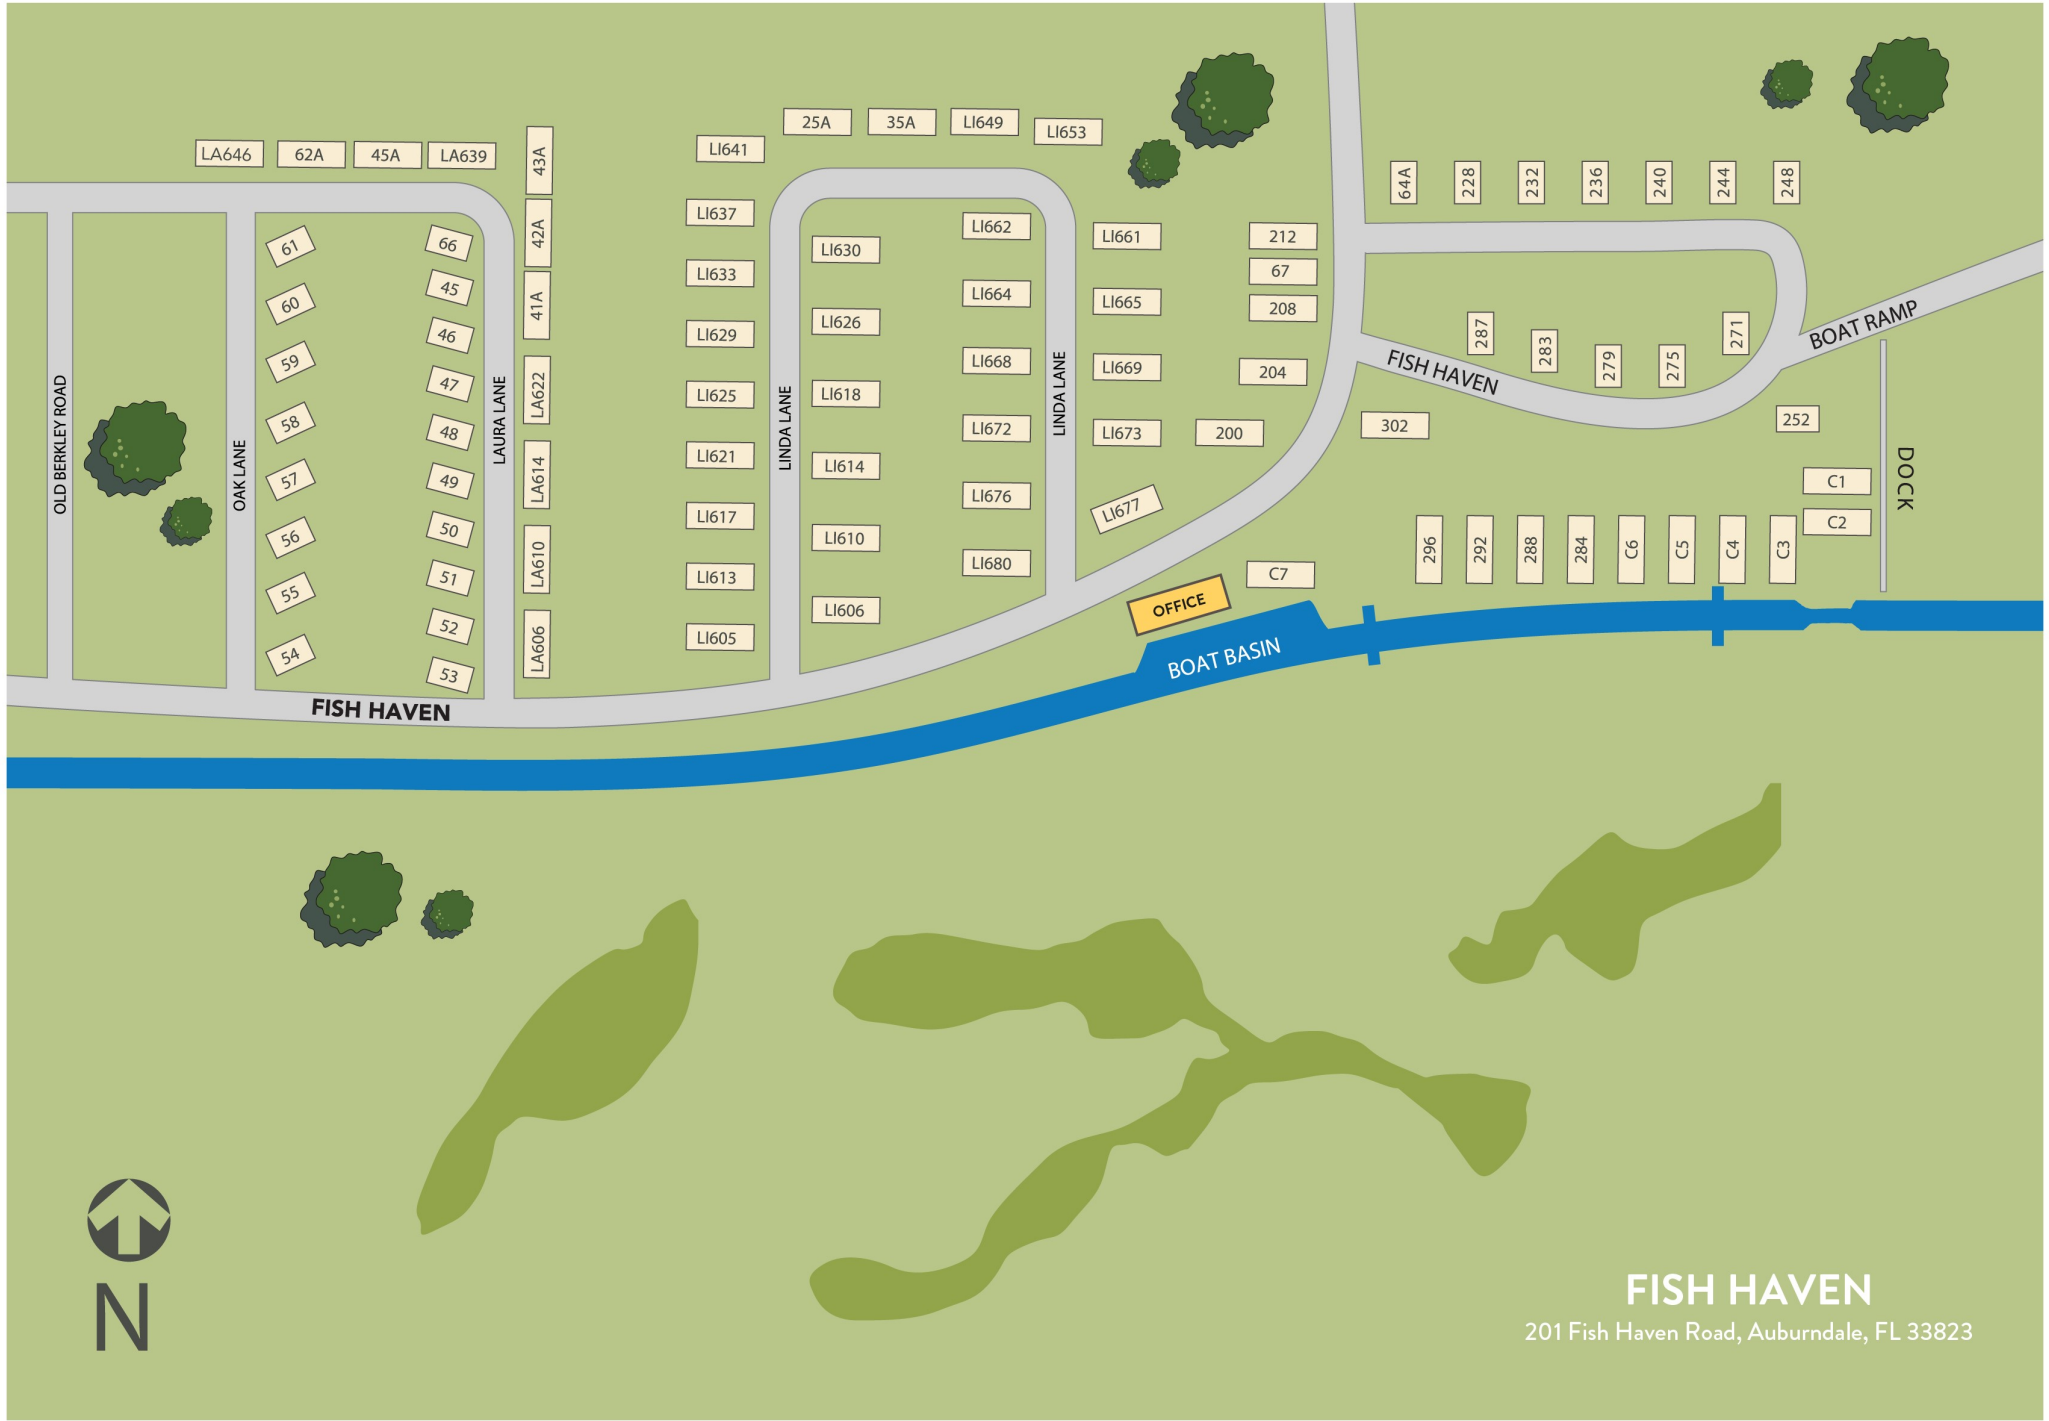 LA646
62A
45A
LA639
43A
42A
41A
LA622
LA614
LA610
LA606
61
60
59
58
57
56
55
54
66
45
46
47
48
49
50
51
52
53
OLD BERKLEY ROAD
OAK LANE
LAURA LANE
LI641
25A
35A
LI649
LI653
LI637
LI633
LI629
LI625
LI621
LI617
LI613
LI605
LINDA LANE
LI630
LI626
LI618
LI614
LI610
LI606
LI662
LI664
LI668
LI672
LI676
LI680
LINDA LANE
LI661
LI665
LI669
LI673
LI677
212
67
208
204
200
64A
228
232
236
240
244
248
287
283
279
275
271
FISH HAVEN
BOAT RAMP
302
252
DOCK
C1
C2
296
292
288
284
C6
C5
C4
C3
C7
OFFICE
BOAT BASIN
FISH HAVEN
N
FISH HAVEN
201 Fish Haven Road, Auburndale, FL 33823